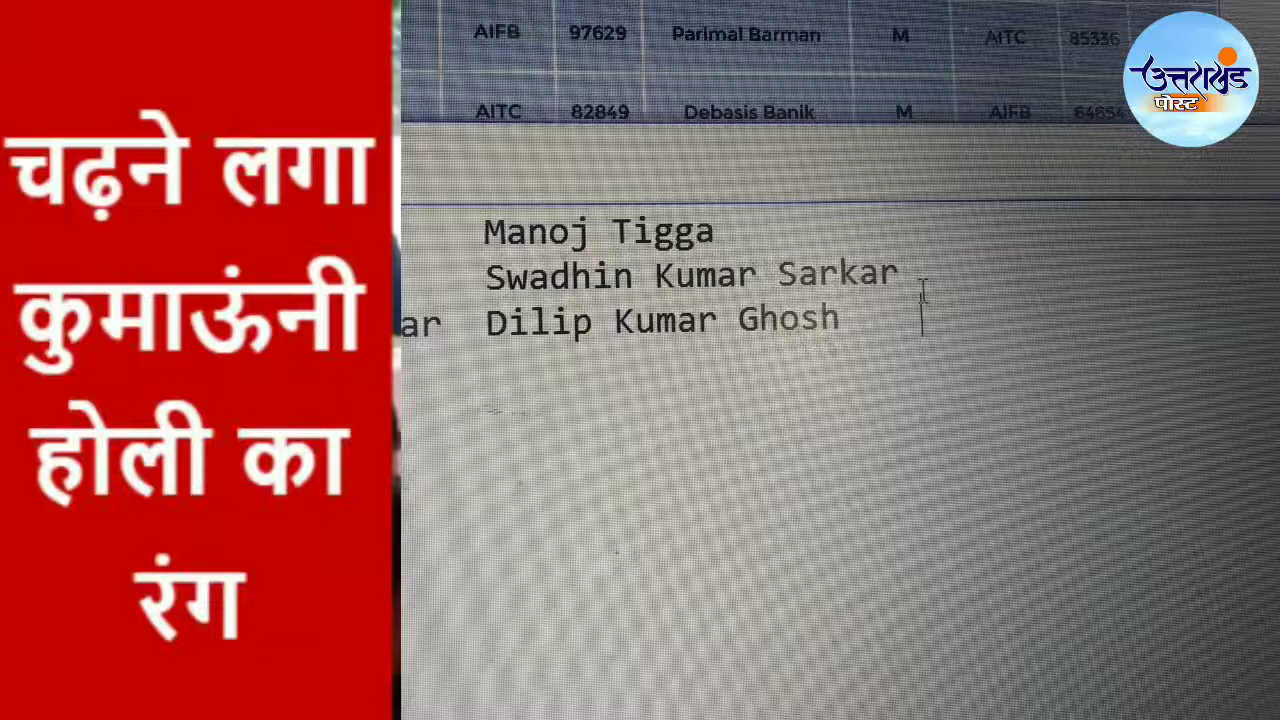 चढ़ने लगा
कुमाऊंनी
होली का
रंग
AIFB 97629 Parimal Barman M AITC 85336
AITC 82849 Debasis Banik M AIFB
उत्तराखंड
पोस्ट
Manoj Tigga
Swadhin Kumar Sarkar
ar Dilip Kumar Ghosh